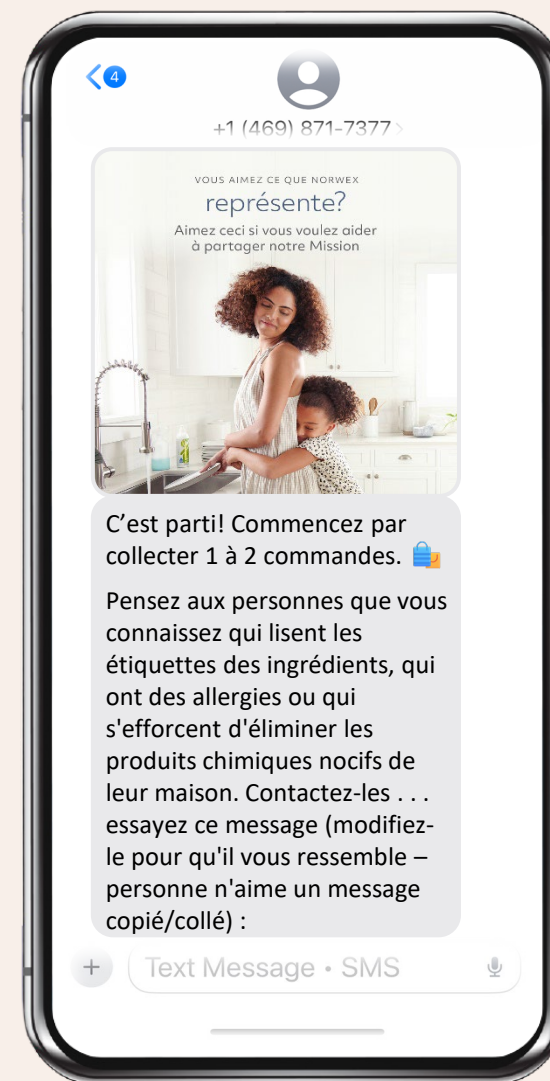 4
+1 (469) 871-7377 >
VOUS AIMEZ CE QUE NORWEX
représente?
Aimez ceci si vous voulez aider
à partager notre Mission
C’est parti! Commencez par
collecter 1 à 2 commandes.
Pensez aux personnes que vous
connaissez qui lisent les
étiquettes des ingrédients, qui
ont des allergies ou qui
s'efforcent d'éliminer les
produits chimiques nocifs de
leur maison. Contactez-les . . .
essayez ce message (modifiez-
le pour qu'il vous ressemble –
personne n'aime un message
copié/collé) :
Text Message • SMS